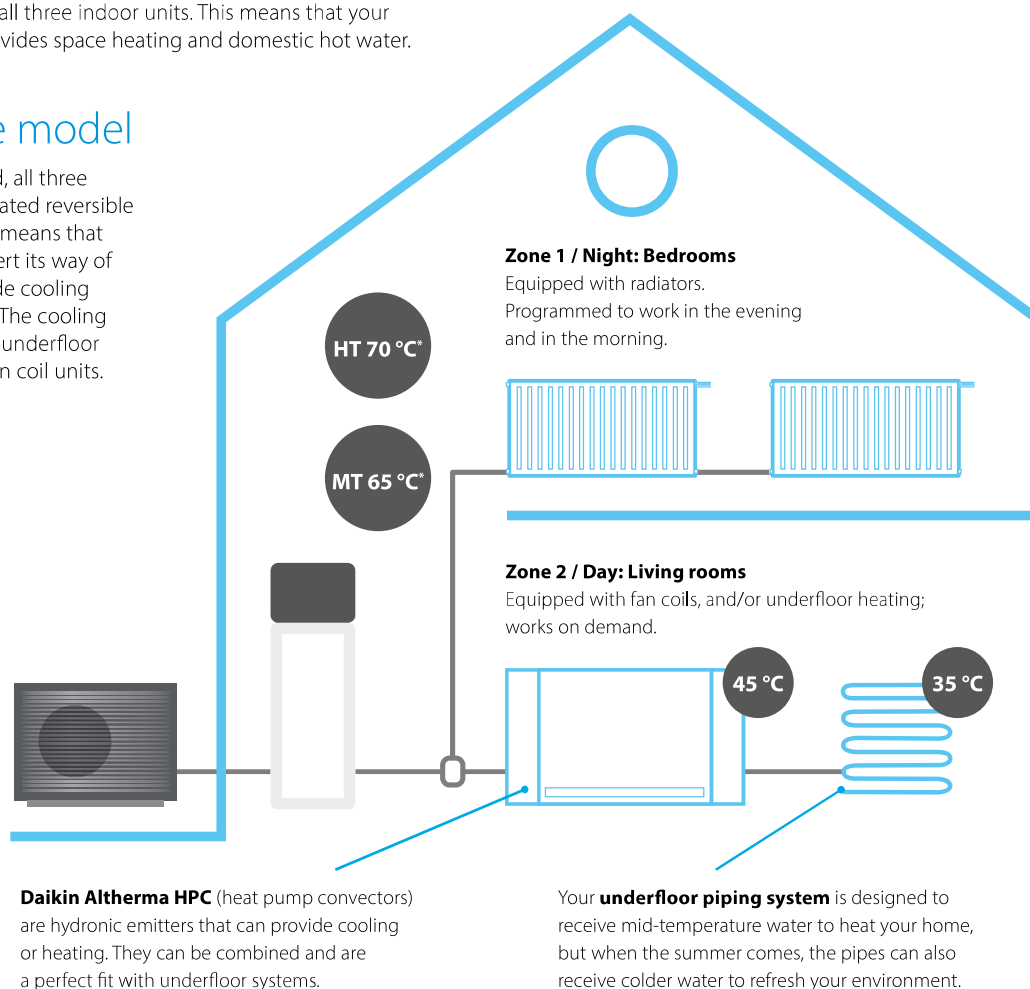 all three indoor units. This means that your
vides space heating and domestic hot water.
e model
d, all three
ated reversible
means that
ert its way of
de cooling
The cooling
underfloor
n coil units.
Zone 1 / Night: Bedrooms
Equipped with radiators.
Programmed to work in the evening
and in the morning.
HT 70 °C*
MT 65 °C*
Zone 2 / Day: Living rooms
Equipped with fan coils, and/or underfloor heating;
works on demand.
45 °C
35 °C
Daikin Altherma HPC (heat pump convectors)
are hydronic emitters that can provide cooling
or heating. They can be combined and are
a perfect fit with underfloor systems.
Your underfloor piping system is designed to
receive mid-temperature water to heat your home,
but when the summer comes, the pipes can also
receive colder water to refresh your environment.